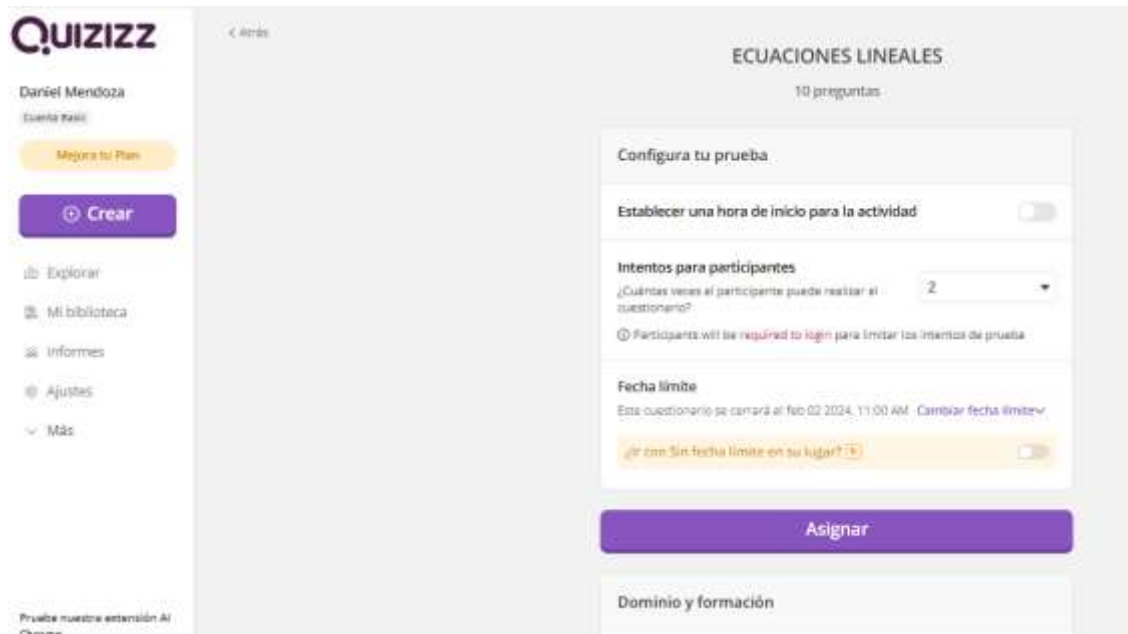 QUIZIZZ
Daniel Mendoza
Cuenta Basic
Mejora tu Plan
Crear
Explorar
Mi biblioteca
Informes
Ajustes
Más
Prueba nuestra extensión AI
Chrome
< Atrás
ECUACIONES LINEALES
10 preguntas
Configura tu prueba
Establecer una hora de inicio para la actividad
Intentos para participantes
¿Cuántas veces el participante puede realizar el
cuestionario?
2
Participants will be required to login para limitar los intentos de prueba
Fecha límite
Este cuestionario se cerrará el feb 02 2024, 11:00 AM Cambiar fecha límite
¿Ir con Sin fecha límite en su lugar?
Asignar
Dominio y formación